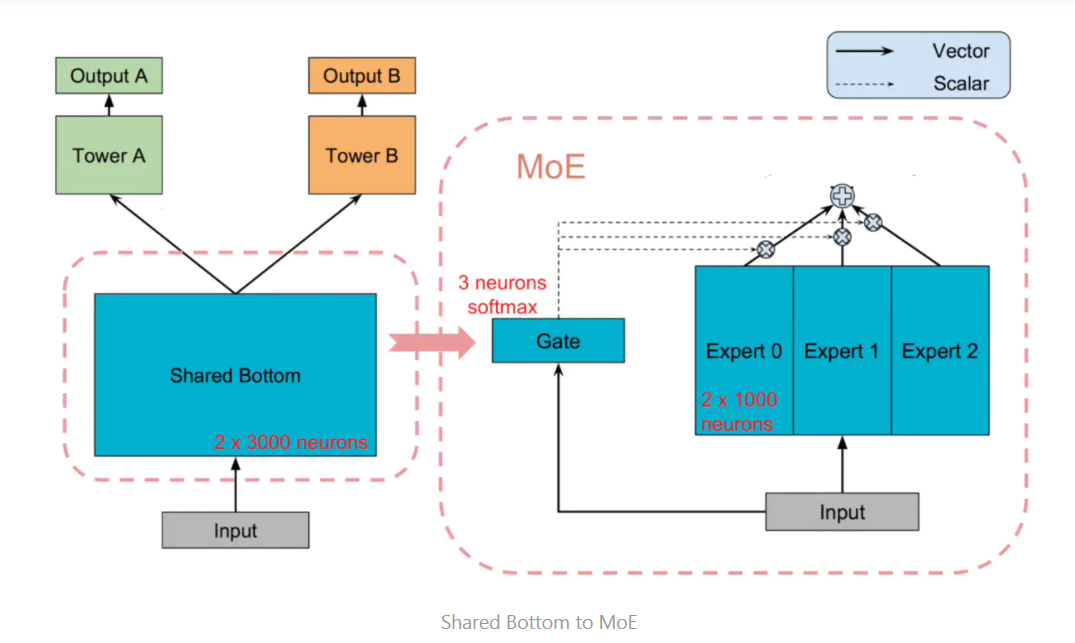 Output A
Output B
Vector
Scalar
Tower A
Tower B
MoE
3 neurons
softmax
Gate
Shared Bottom
2 x 3000 neurons
Expert 0
Expert 1
Expert 2
2 x 1000
neurons
Input
Input
Shared Bottom to MoE